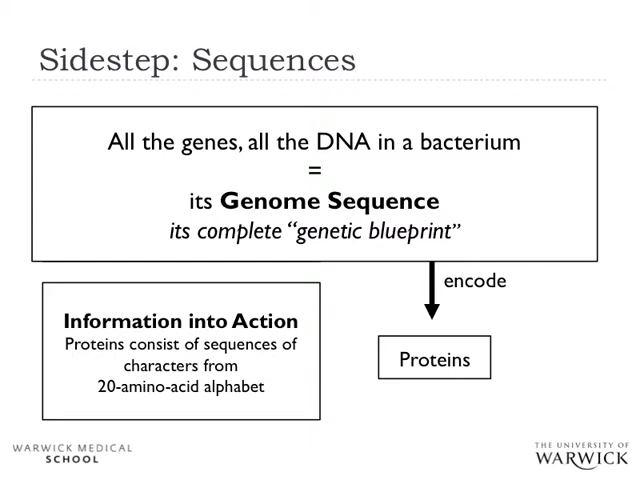 Sidestep: Sequences
All the genes, all the DNA in a bacterium
=
its Genome Sequence
its complete “genetic blueprint”
encode
Information into Action
Proteins consist of sequences of
characters from
20-amino-acid alphabet
Proteins
WARWICK MEDICAL
SCHOOL
THE UNIVERSITY OF
WARWICK